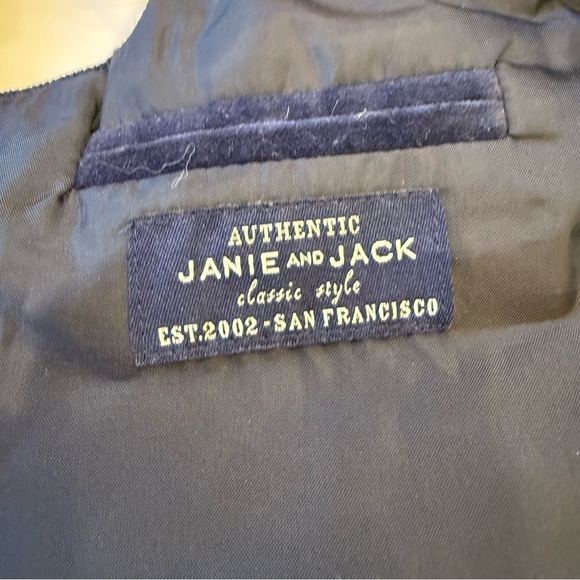 AUTHENTIC
JANIE AND JACK
classic style
EST.2002-SAN FRANCISCO